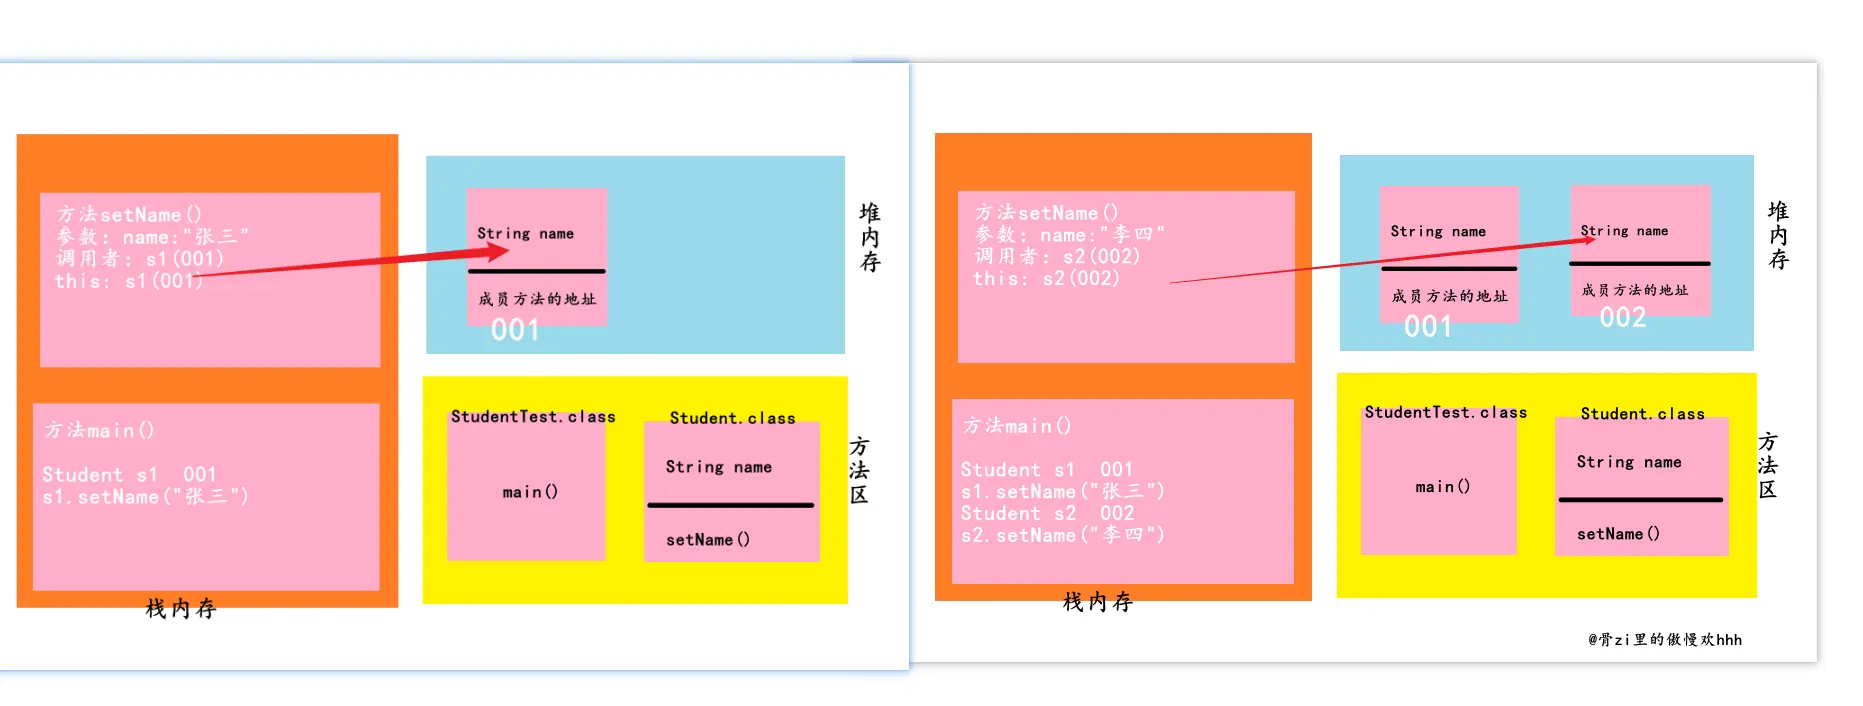 方法setName()
参数: name:"张三"
调用者: s1(001)
this: s1(001)
方法main()
Student s1  001
s1.setName("张三")
栈内存
String name
成员方法的地址
001
堆内存
StudentTest.class
main()
Student.class
String name
setName()
方法区
方法setName()
参数: name:"李四"
调用者: s2(002)
this: s2(002)
方法main()
Student s1  001
s1.setName("张三")
Student s2  002
s2.setName("李四")
栈内存
String name
成员方法的地址
001
String name
成员方法的地址
002
堆内存
StudentTest.class
main()
Student.class
String name
setName()
方法区
@骨zi里的傲慢欢hhh